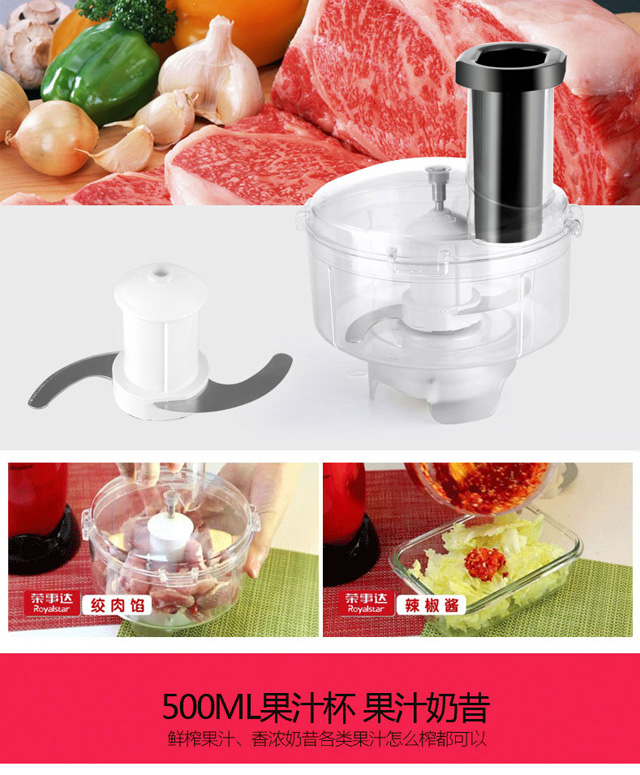 荣事达
Royalstar
绞肉馅
荣事达
Royalstar
辣椒酱
500ML果汁杯 果汁奶昔
鲜榨果汁、香浓奶昔各类果汁怎么榨都可以